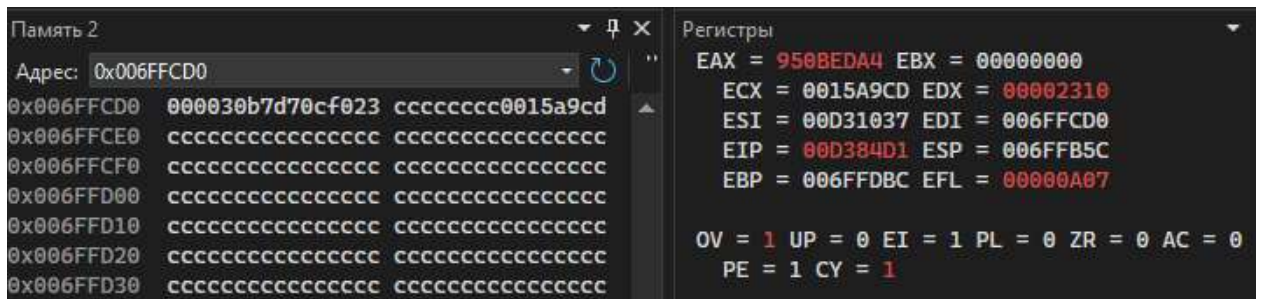 Память 2
Адрес: 0x006FFCD0
0x006FFCD0 000030b7d70cf023 cccccccc0015a9cd
0x006FFCE0 cccccccccccccccc cccccccccccccccc
0x006FFCF0 cccccccccccccccc cccccccccccccccc
0x006FFD00 cccccccccccccccc cccccccccccccccc
0x006FFD10 cccccccccccccccc cccccccccccccccc
0x006FFD20 cccccccccccccccc cccccccccccccccc
0x006FFD30 cccccccccccccccc cccccccccccccccc
Регистры
EAX = 950BEDA4 EBX = 00000000
ECX = 0015A9CD EDX = 00002310
ESI = 00D31037 EDI = 006FFCD0
EIP = 00D384D1 ESP = 006FFB5C
EBP = 006FFDBC EFL = 00000A07
OV = 1 UP = 0 EI = 1 PL = 0 ZR = 0 AC = 0
PE = 1 CY = 1